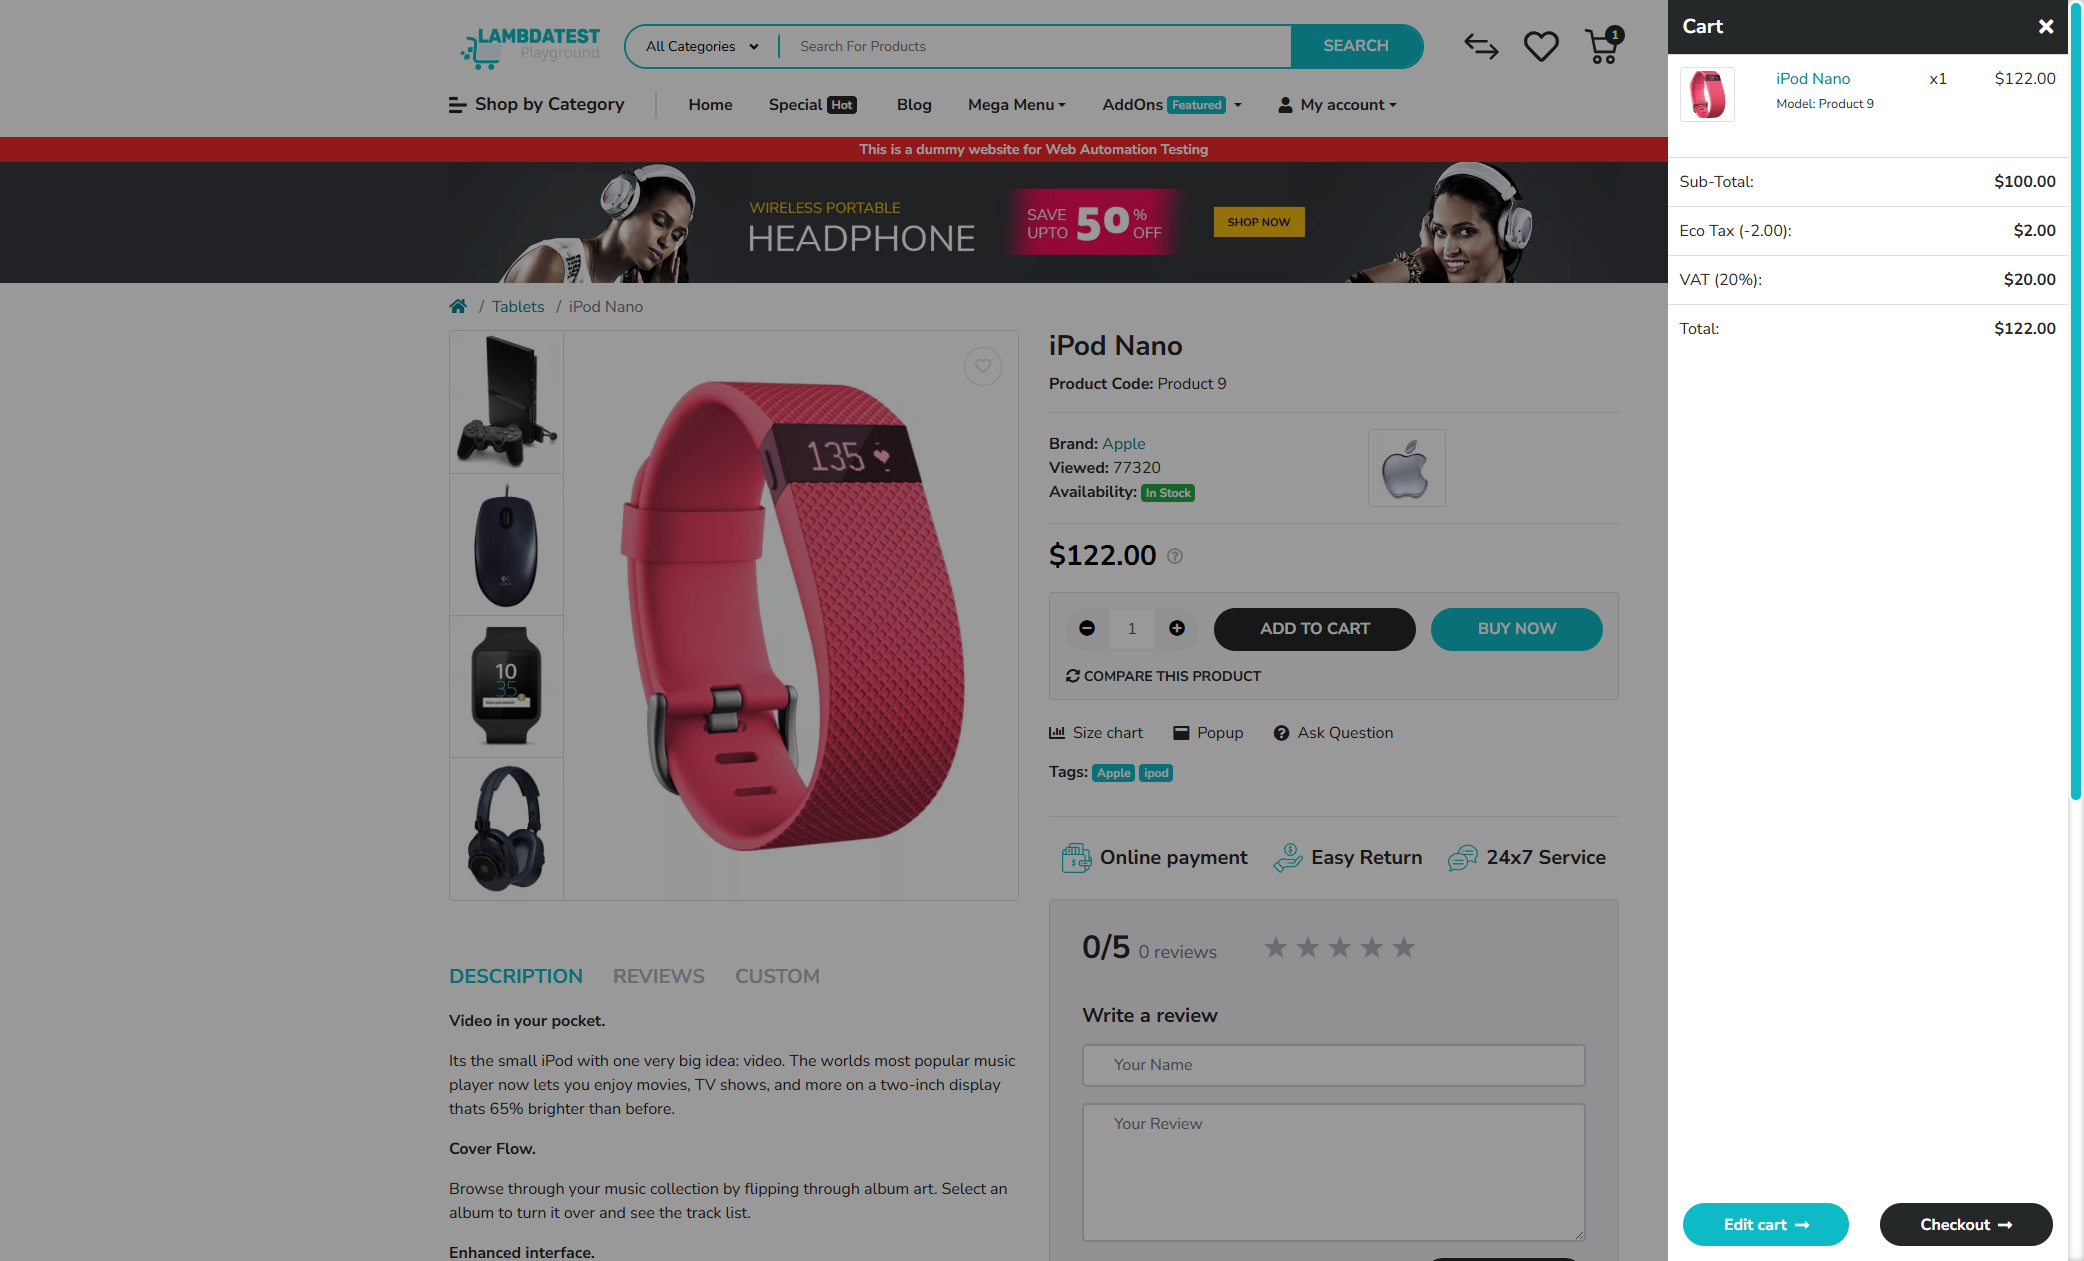 LAMBDATEST
Playground
All Categories
Search For Products
SEARCH
1
Shop by Category
Home
Special Hot
Blog
Mega Menu
AddOns Featured
My account
This is a dummy website for Web Automation Testing
WIRELESS PORTABLE
HEADPHONE
SAVE UPTO 50% OFF
SHOP NOW
/ Tablets / iPod Nano
135
10
35
iPod Nano
Product Code: Product 9
Brand: Apple
Viewed: 77320
Availability: In Stock
$122.00
1
ADD TO CART
BUY NOW
COMPARE THIS PRODUCT
Size chart
Popup
Ask Question
Tags: Apple ipod
Online payment
Easy Return
24x7 Service
0/5 0 reviews
Write a review
Your Name
Your Review
DESCRIPTION
REVIEWS
CUSTOM
Video in your pocket.
Its the small iPod with one very big idea: video. The worlds most popular music
player now lets you enjoy movies, TV shows, and more on a two-inch display
thats 65% brighter than before.
Cover Flow.
Browse through your music collection by flipping through album art. Select an
album to turn it over and see the track list.
Enhanced interface.
Cart
iPod Nano x1 $122.00
Model: Product 9
Sub-Total: $100.00
Eco Tax (-2.00): $2.00
VAT (20%): $20.00
Total: $122.00
Edit cart
Checkout